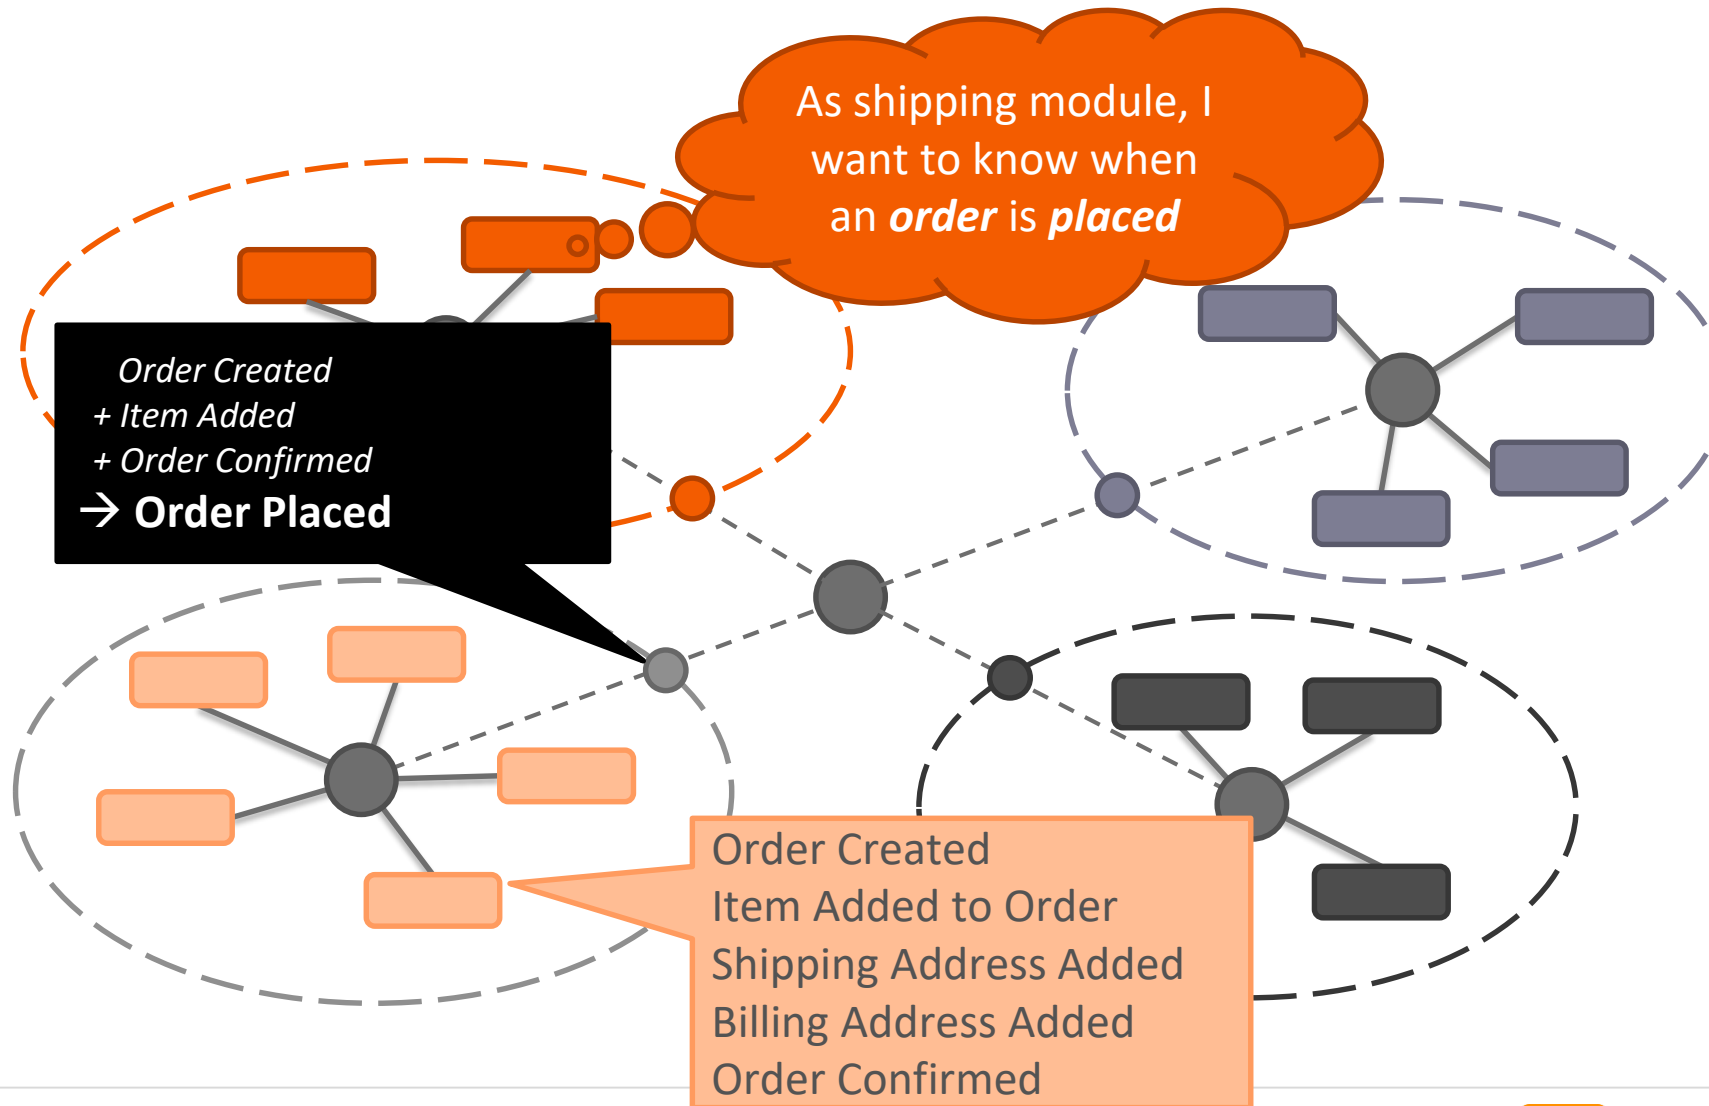 As shipping module, I
want to know when
an order is placed
Order Created
+ Item Added
+ Order Confirmed
→ Order Placed
Order Created
Item Added to Order
Shipping Address Added
Billing Address Added
Order Confirmed